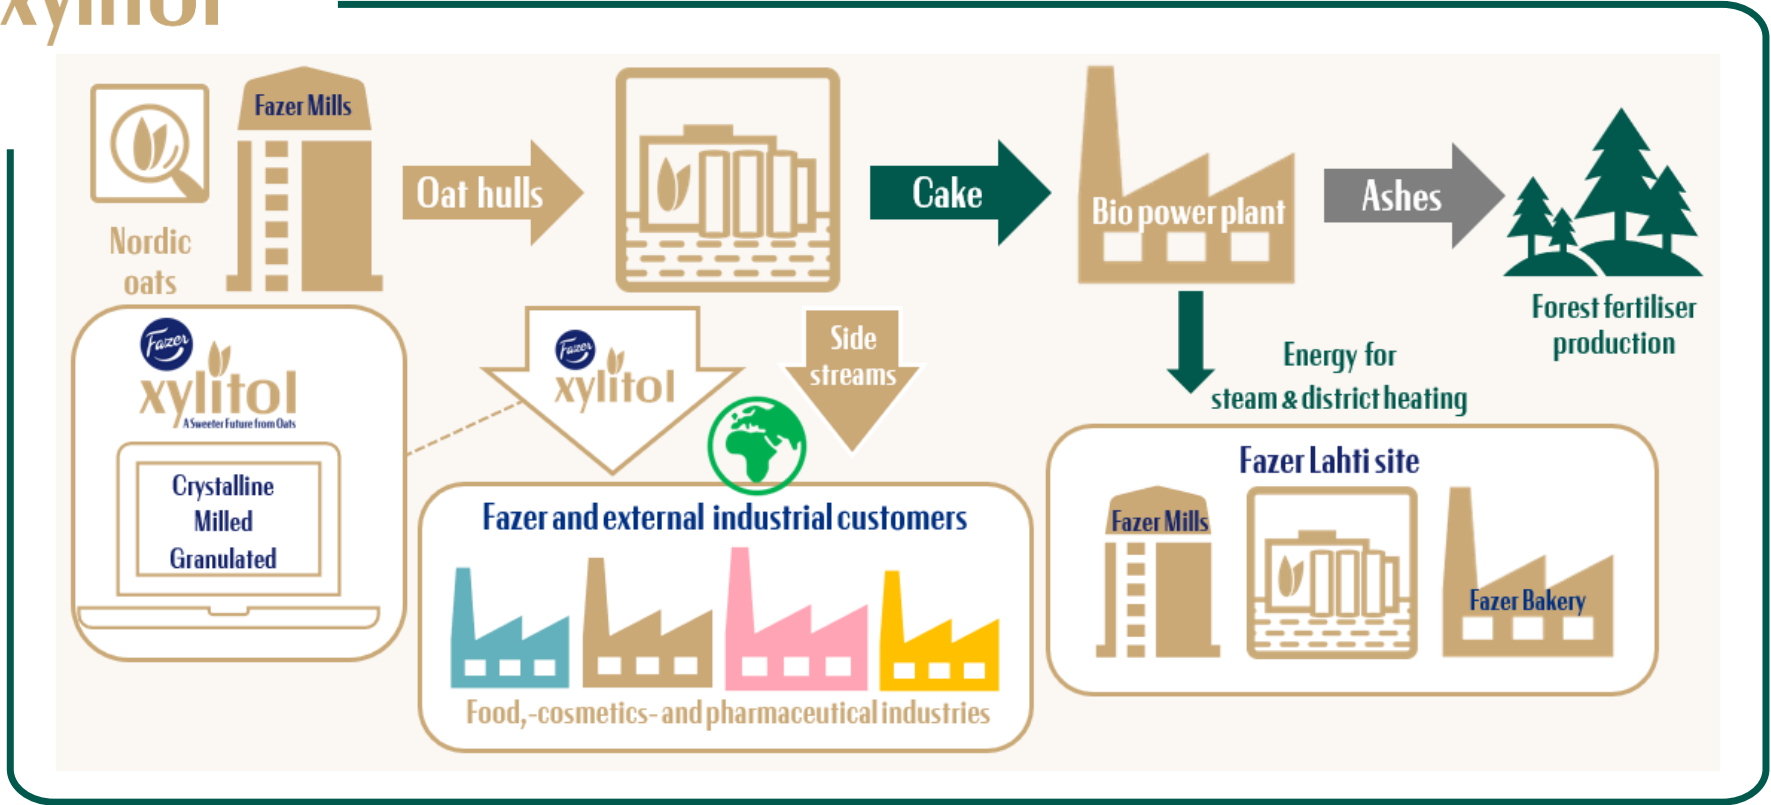 xylitol
Fazer Mills
Nordic
oats
Oat hulls
Cake
Bio power plant
Ashes
Forest fertiliser
production
Fazer
xylitol
A Sweeter Future from Oats
Crystalline
Milled
Granulated
Fazer
xylitol
Side
streams
Energy for
steam & district heating
Fazer and external industrial customers
Food,-cosmetics- and pharmaceutical industries
Fazer Lahti site
Fazer Mills
Fazer Bakery